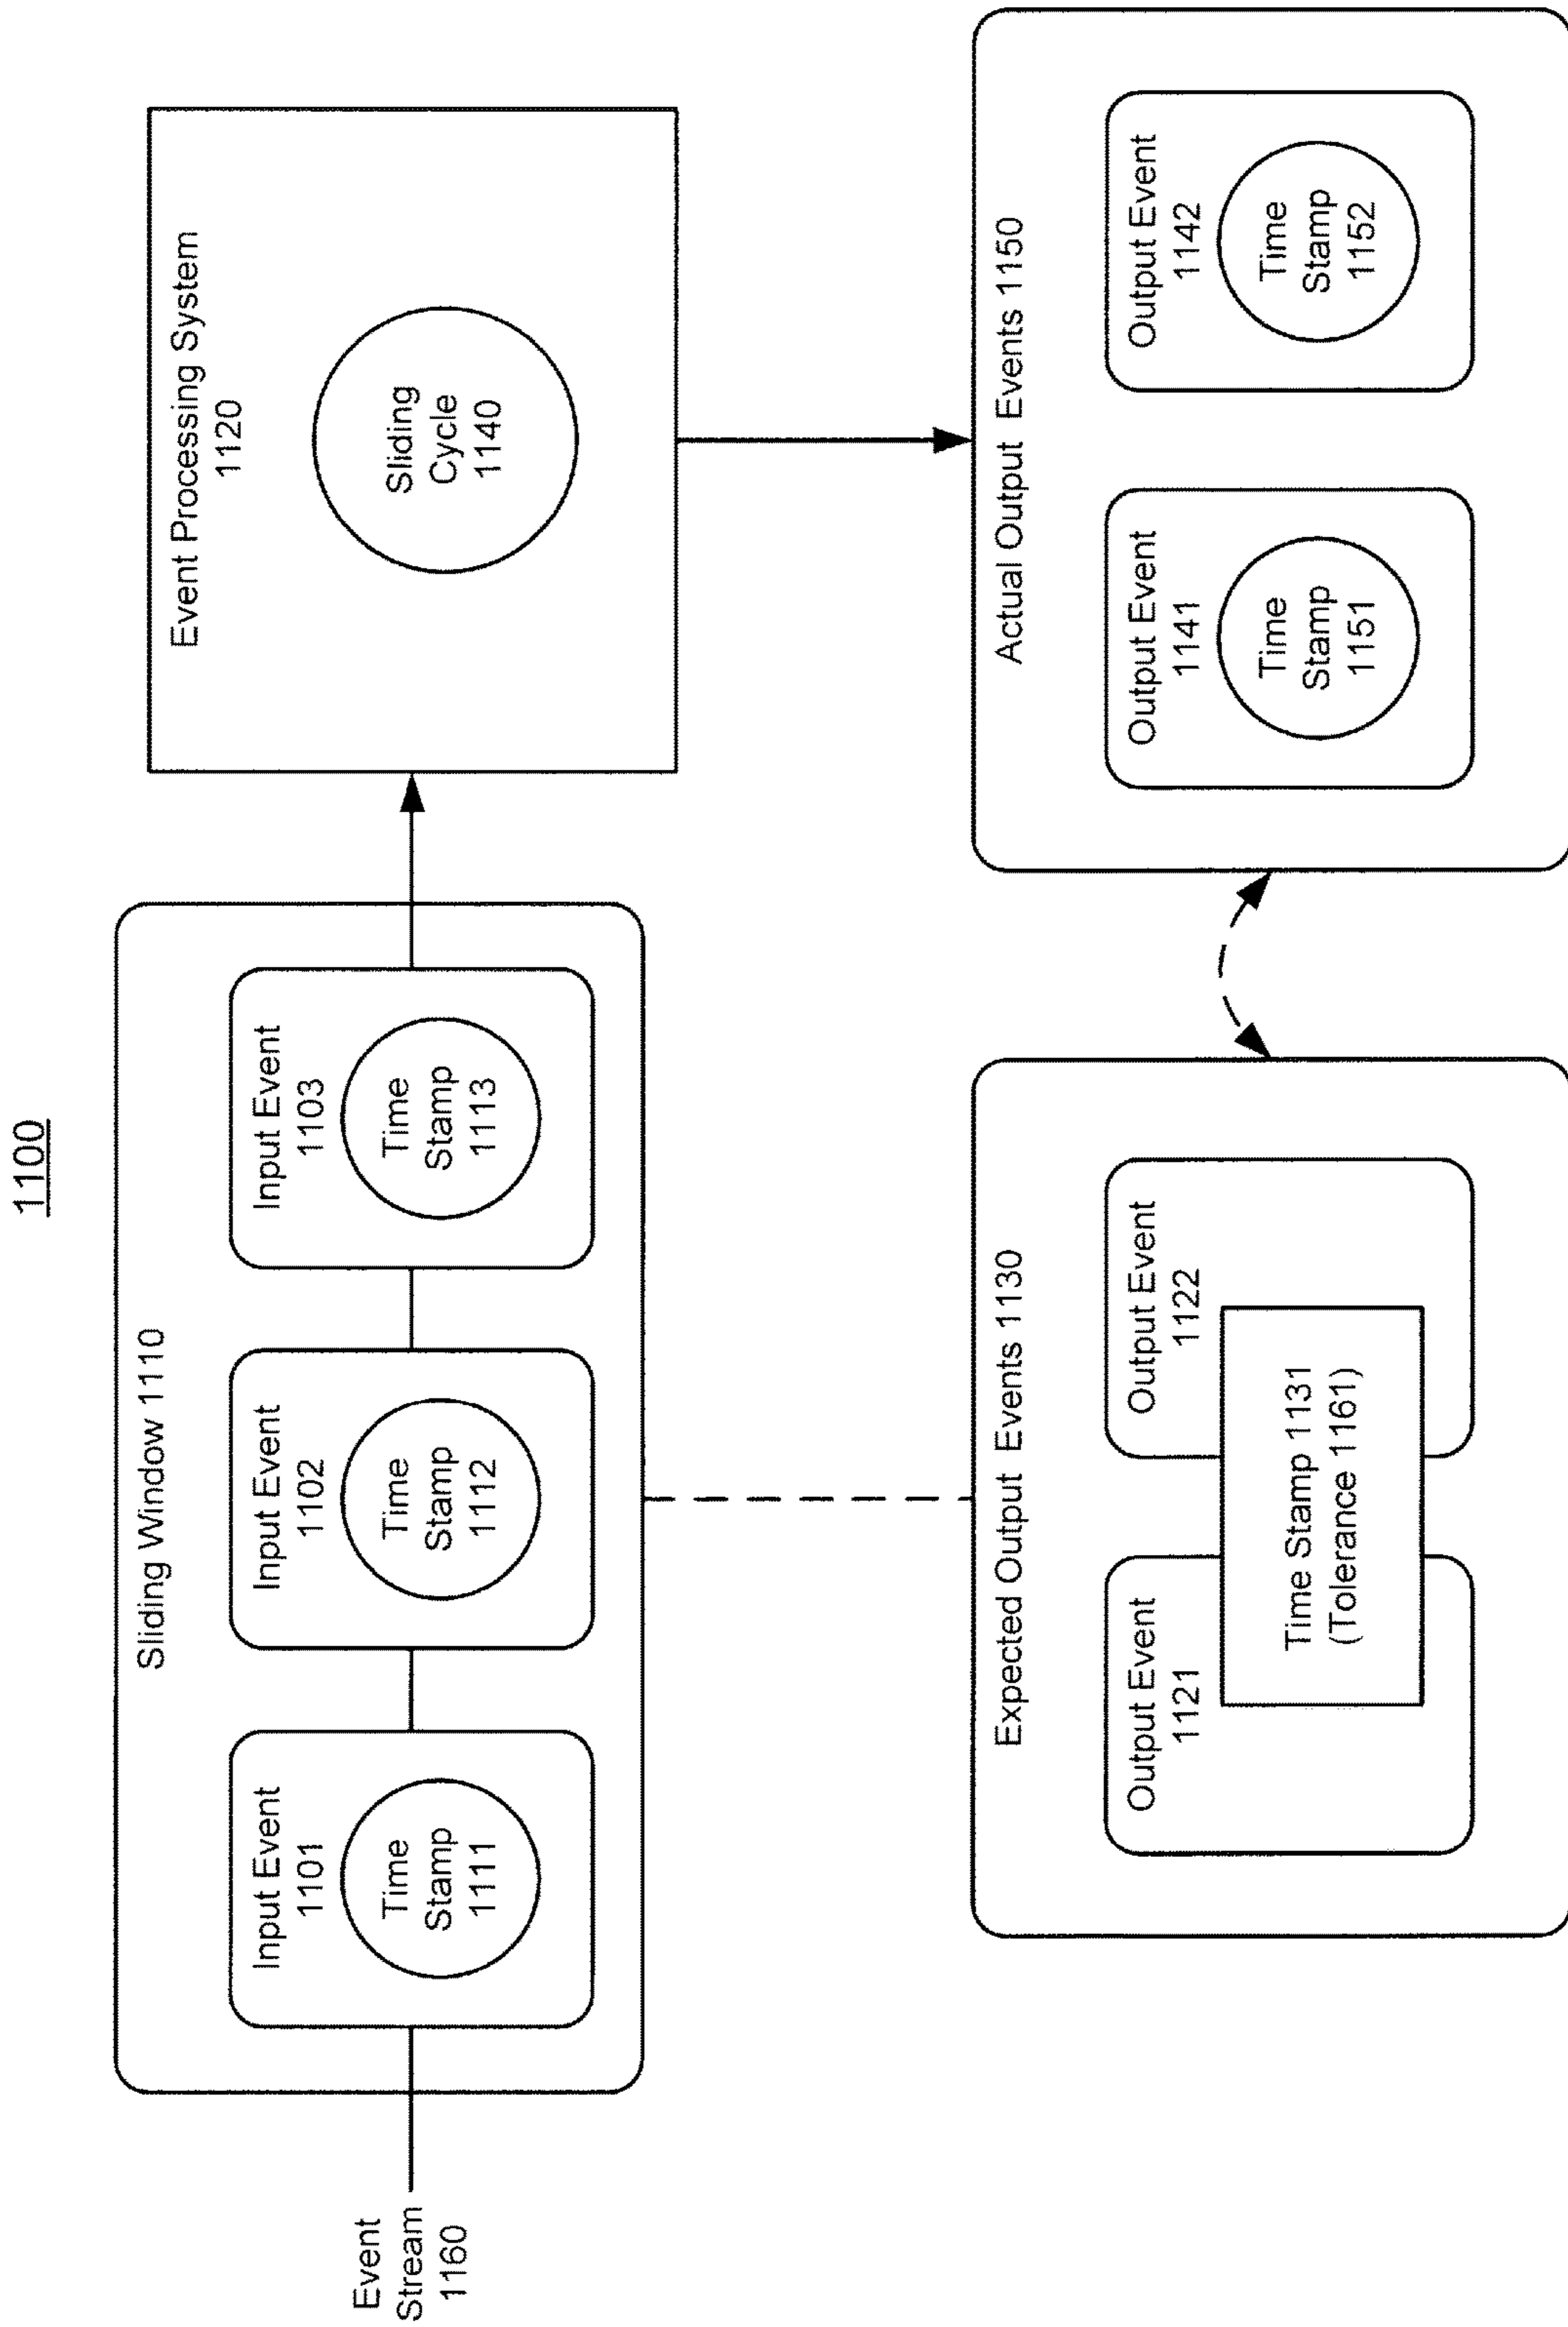 1100
Sliding Window 1110
Event
Stream
1160
Input Event
1101
Time
Stamp
1111
Input Event
1102
Time
Stamp
1112
Input Event
1103
Time
Stamp
1113
Event Processing System
1120
Sliding
Cycle
1140
Expected Output Events 1130
Output Event
1121
Output Event
1122
Time Stamp 1131
(Tolerance 1161)
Actual Output Events 1150
Output Event
1141
Time
Stamp
1151
Output Event
1142
Time
Stamp
1152